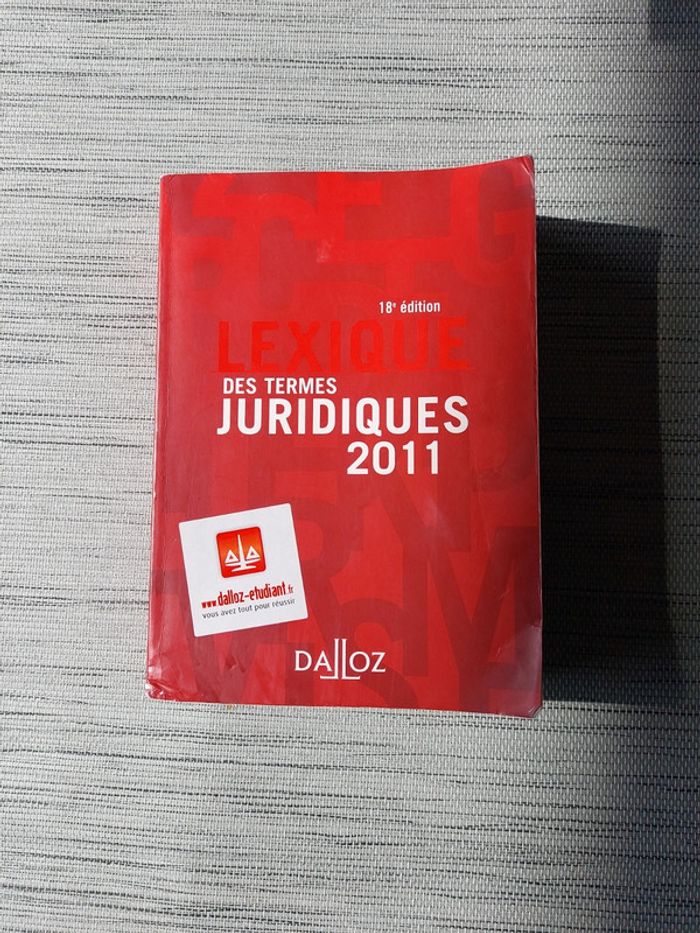 18e édition
LEXIQUE
DES TERMES
JURIDIQUES
2011
www.dalloz-etudiant.fr
vous avez tout pour réussir
DALLOZ